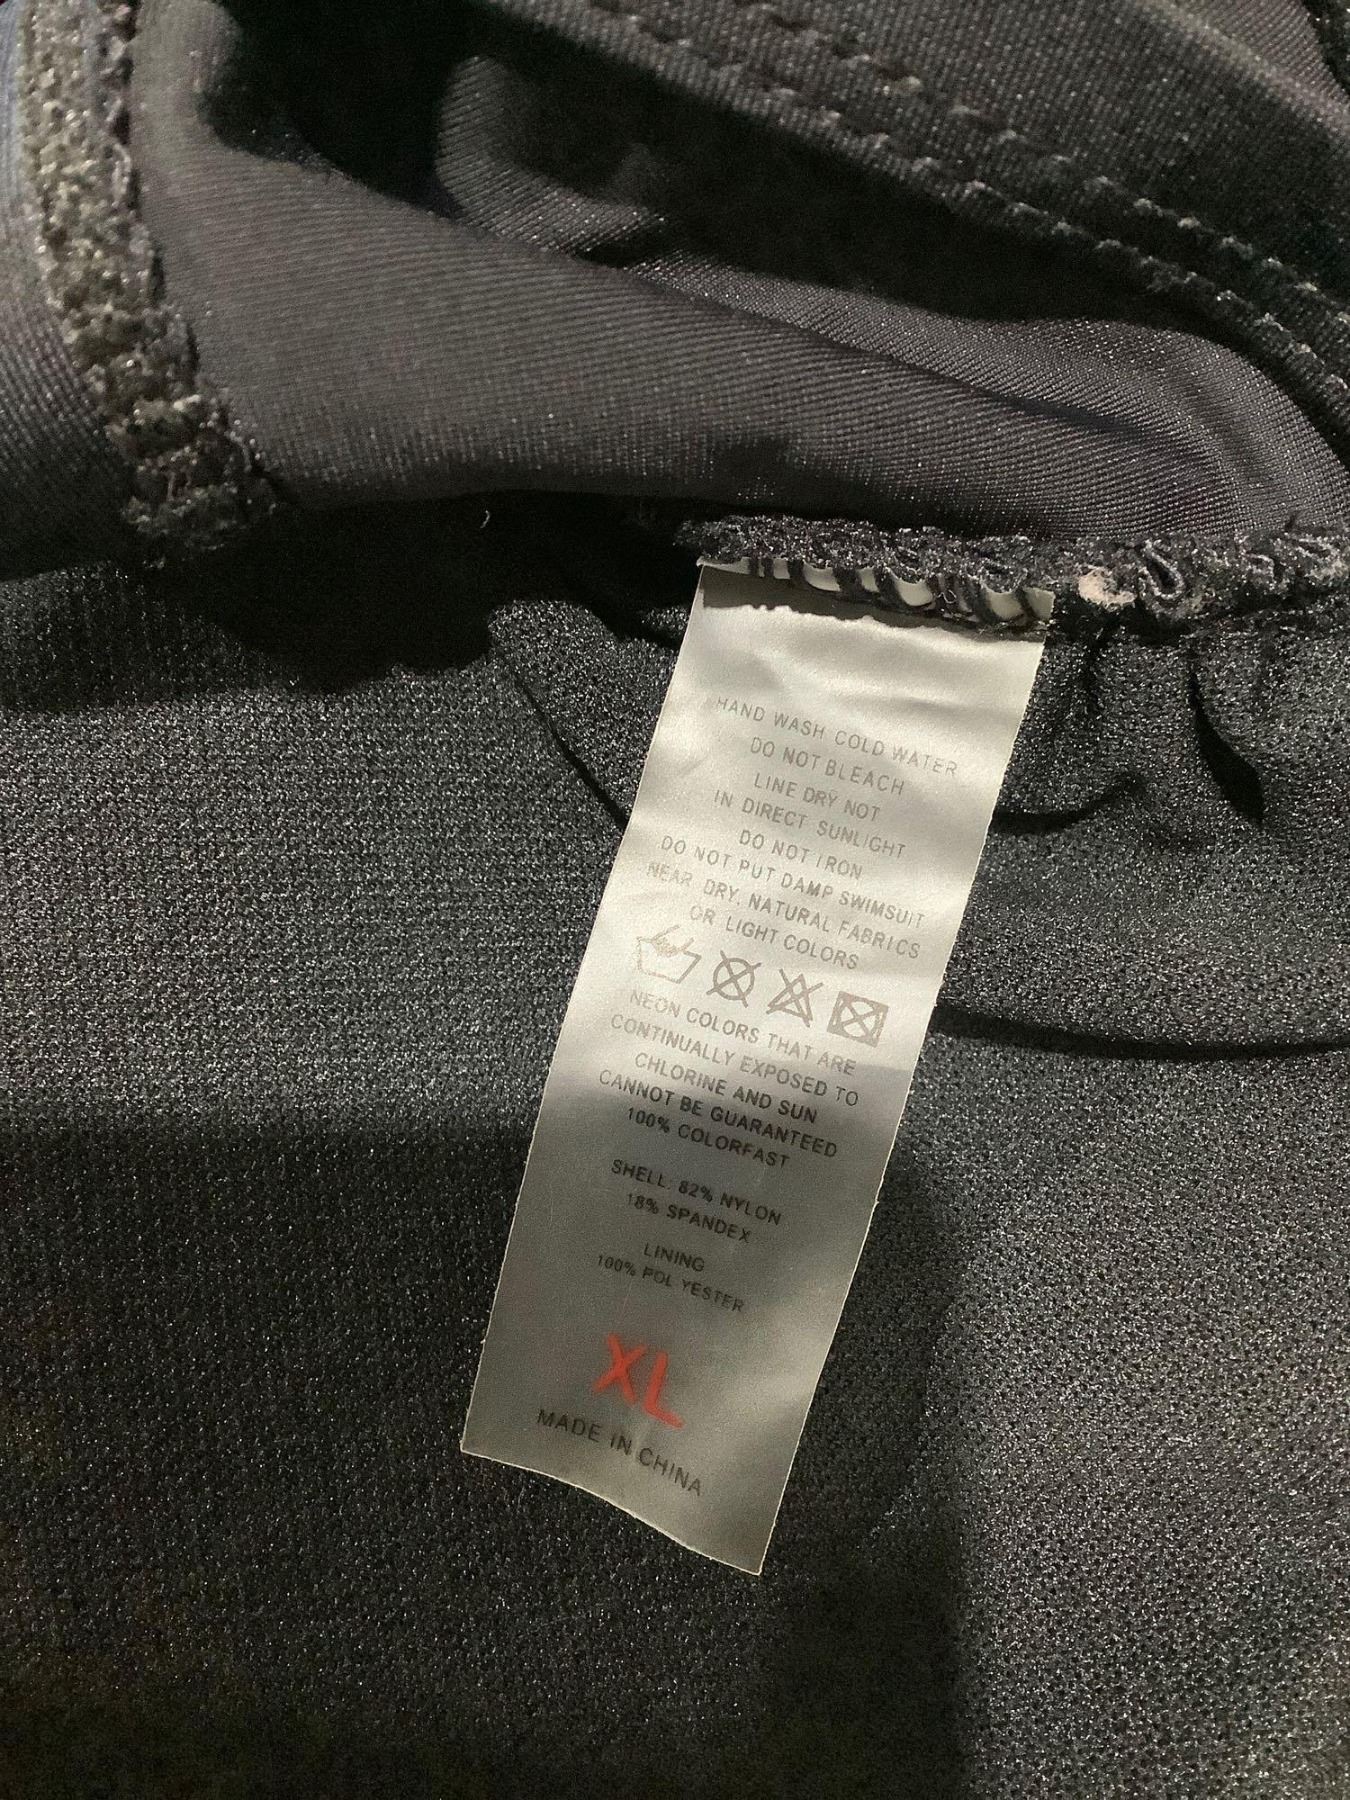 HAND WASH COLD WATER
DO NOT BLEACH
LINE DRY NOT
IN DIRECT SUNLIGHT
DO NOT IRON
DO NOT PUT DAMP SWIMSUIT
NEAR DRY, NATURAL FABRICS
OR LIGHT COLORS
NEON COLORS THAT ARE
CONTINUALLY EXPOSED TO
CHLORINE AND SUN
CANNOT BE GUARANTEED
100% COLORFAST
SHELL: 82% NYLON
18% SPANDEX
LINING
100% POLYESTER
XL
MADE IN CHINA